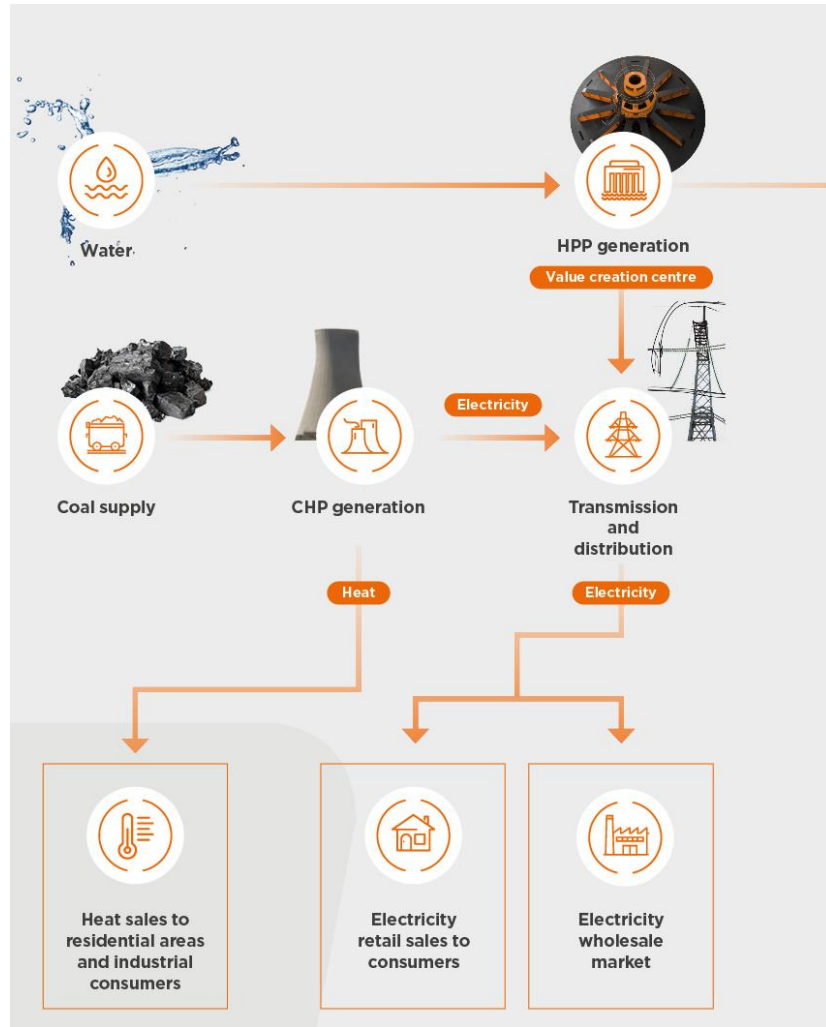 Water
HPP generation
Value creation centre
Coal supply
CHP generation
Electricity
Transmission
and
distribution
Heat
Electricity
Heat sales to
residential areas
and industrial
consumers
Electricity
retail sales to
consumers
Electricity
wholesale
market